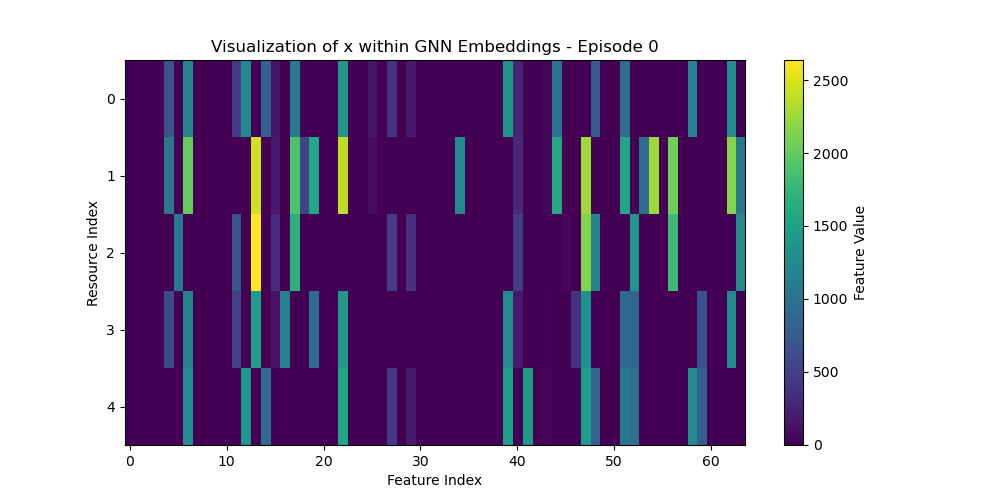 Visualization of x within GNN Embeddings - Episode 0
Resource Index
0
1
2
3
4
0 10 20 30 40 50 60
Feature Index
2500
2000
1500
1000
500
0
Feature Value